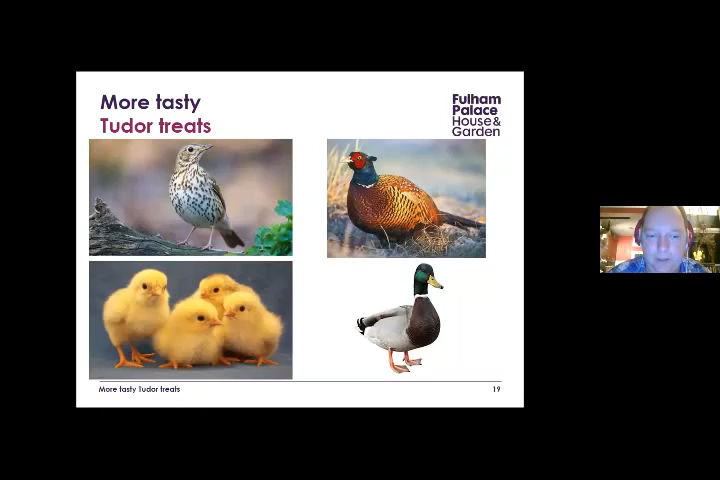 More tasty
Tudor treats
Fulham
Palace
House &
Garden
More tasty Tudor treats
19